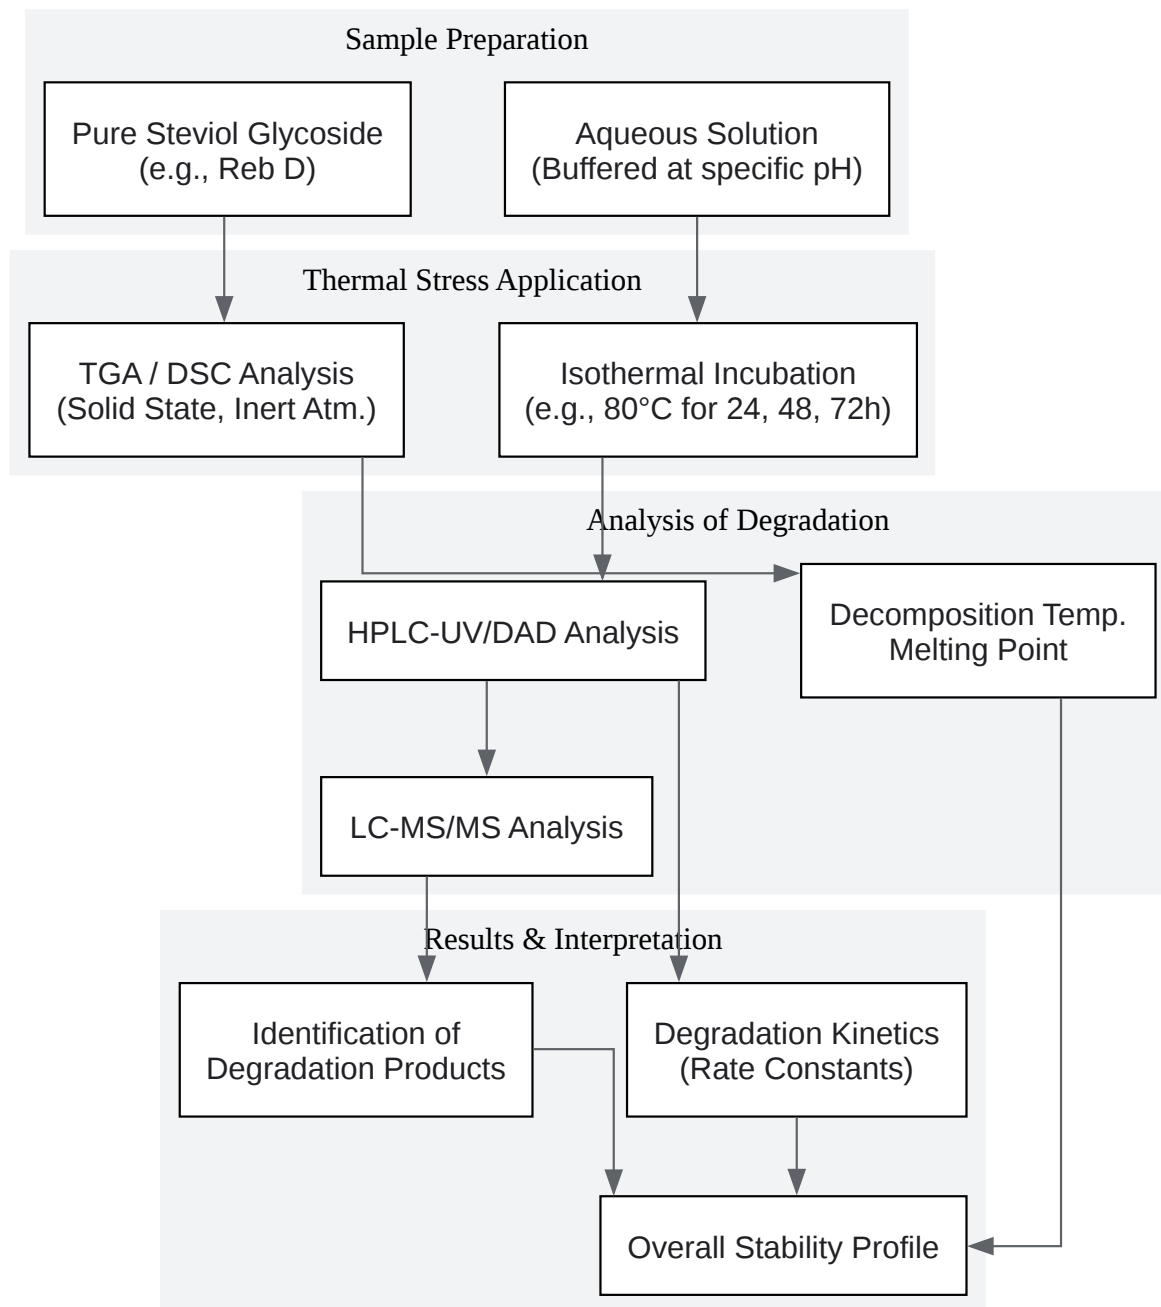 Sample Preparation
Pure Steviol Glycoside
(e.g., Reb D)
Aqueous Solution
(Buffered at specific pH)
Thermal Stress Application
TGA / DSC Analysis
(Solid State, Inert Atm.)
Isothermal Incubation
(e.g., 80°C for 24, 48, 72h)
Analysis of Degradation
HPLC-UV/DAD Analysis
Decomposition Temp.
Melting Point
LC-MS/MS Analysis
Results & Interpretation
Identification of
Degradation Products
Degradation Kinetics
(Rate Constants)
Overall Stability Profile